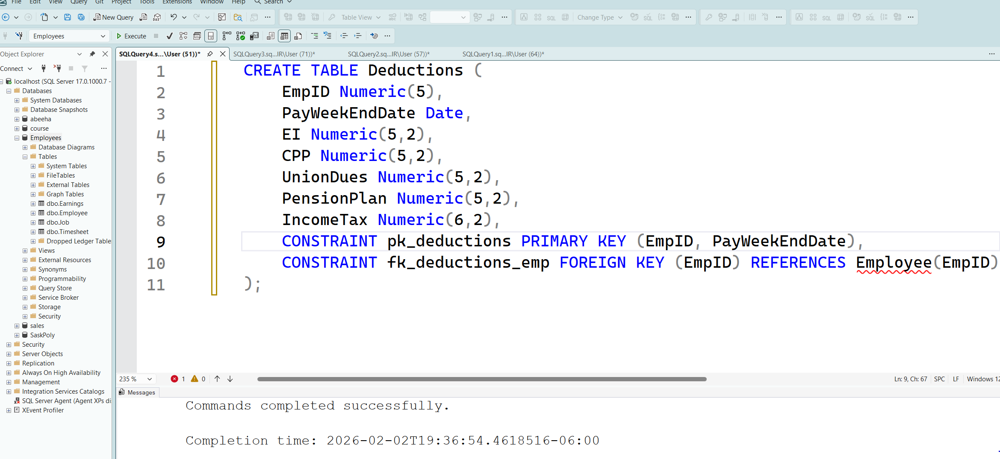 File Edit View Query Git Project Tools Extensions Window Help Search
New Query Table View Change Type
Employees Execute
Object Explorer
SQLQuery4.s...\User (51))* SQLQuery3.sq...IR\User (71))* SQLQuery2.sq...IR\User (57))* SQLQuery1.sq...IR\User (64))*
Connect
localhost (SQL Server 17.0.1000.7 -
Databases
System Databases
Database Snapshots
abeeha
course
Employees
Database Diagrams
Tables
System Tables
FileTables
External Tables
Graph Tables
dbo.Earnings
dbo.Employee
dbo.Job
dbo.Timesheet
Dropped Ledger Table
Views
External Resources
Synonyms
Programmability
Query Store
Service Broker
Storage
Security
sales
SaskPoly
Security
Server Objects
Replication
Always On High Availability
Management
Integration Services Catalogs
SQL Server Agent (Agent XPs di
XEvent Profiler
1 CREATE TABLE Deductions (
2 EmpID Numeric(5),
3 PayWeekEndDate Date,
4 EI Numeric(5,2),
5 CPP Numeric(5,2),
6 UnionDues Numeric(5,2),
7 PensionPlan Numeric(5,2),
8 IncomeTax Numeric(6,2),
9 CONSTRAINT pk_deductions PRIMARY KEY (EmpID, PayWeekEndDate),
10 CONSTRAINT fk_deductions_emp FOREIGN KEY (EmpID) REFERENCES Employee(EmpID)
11 );
235 % 1 0 Ln: 9, Ch: 67 SPC LF Windows 12
Messages
Commands completed successfully.
Completion time: 2026-02-02T19:36:54.4618516-06:00